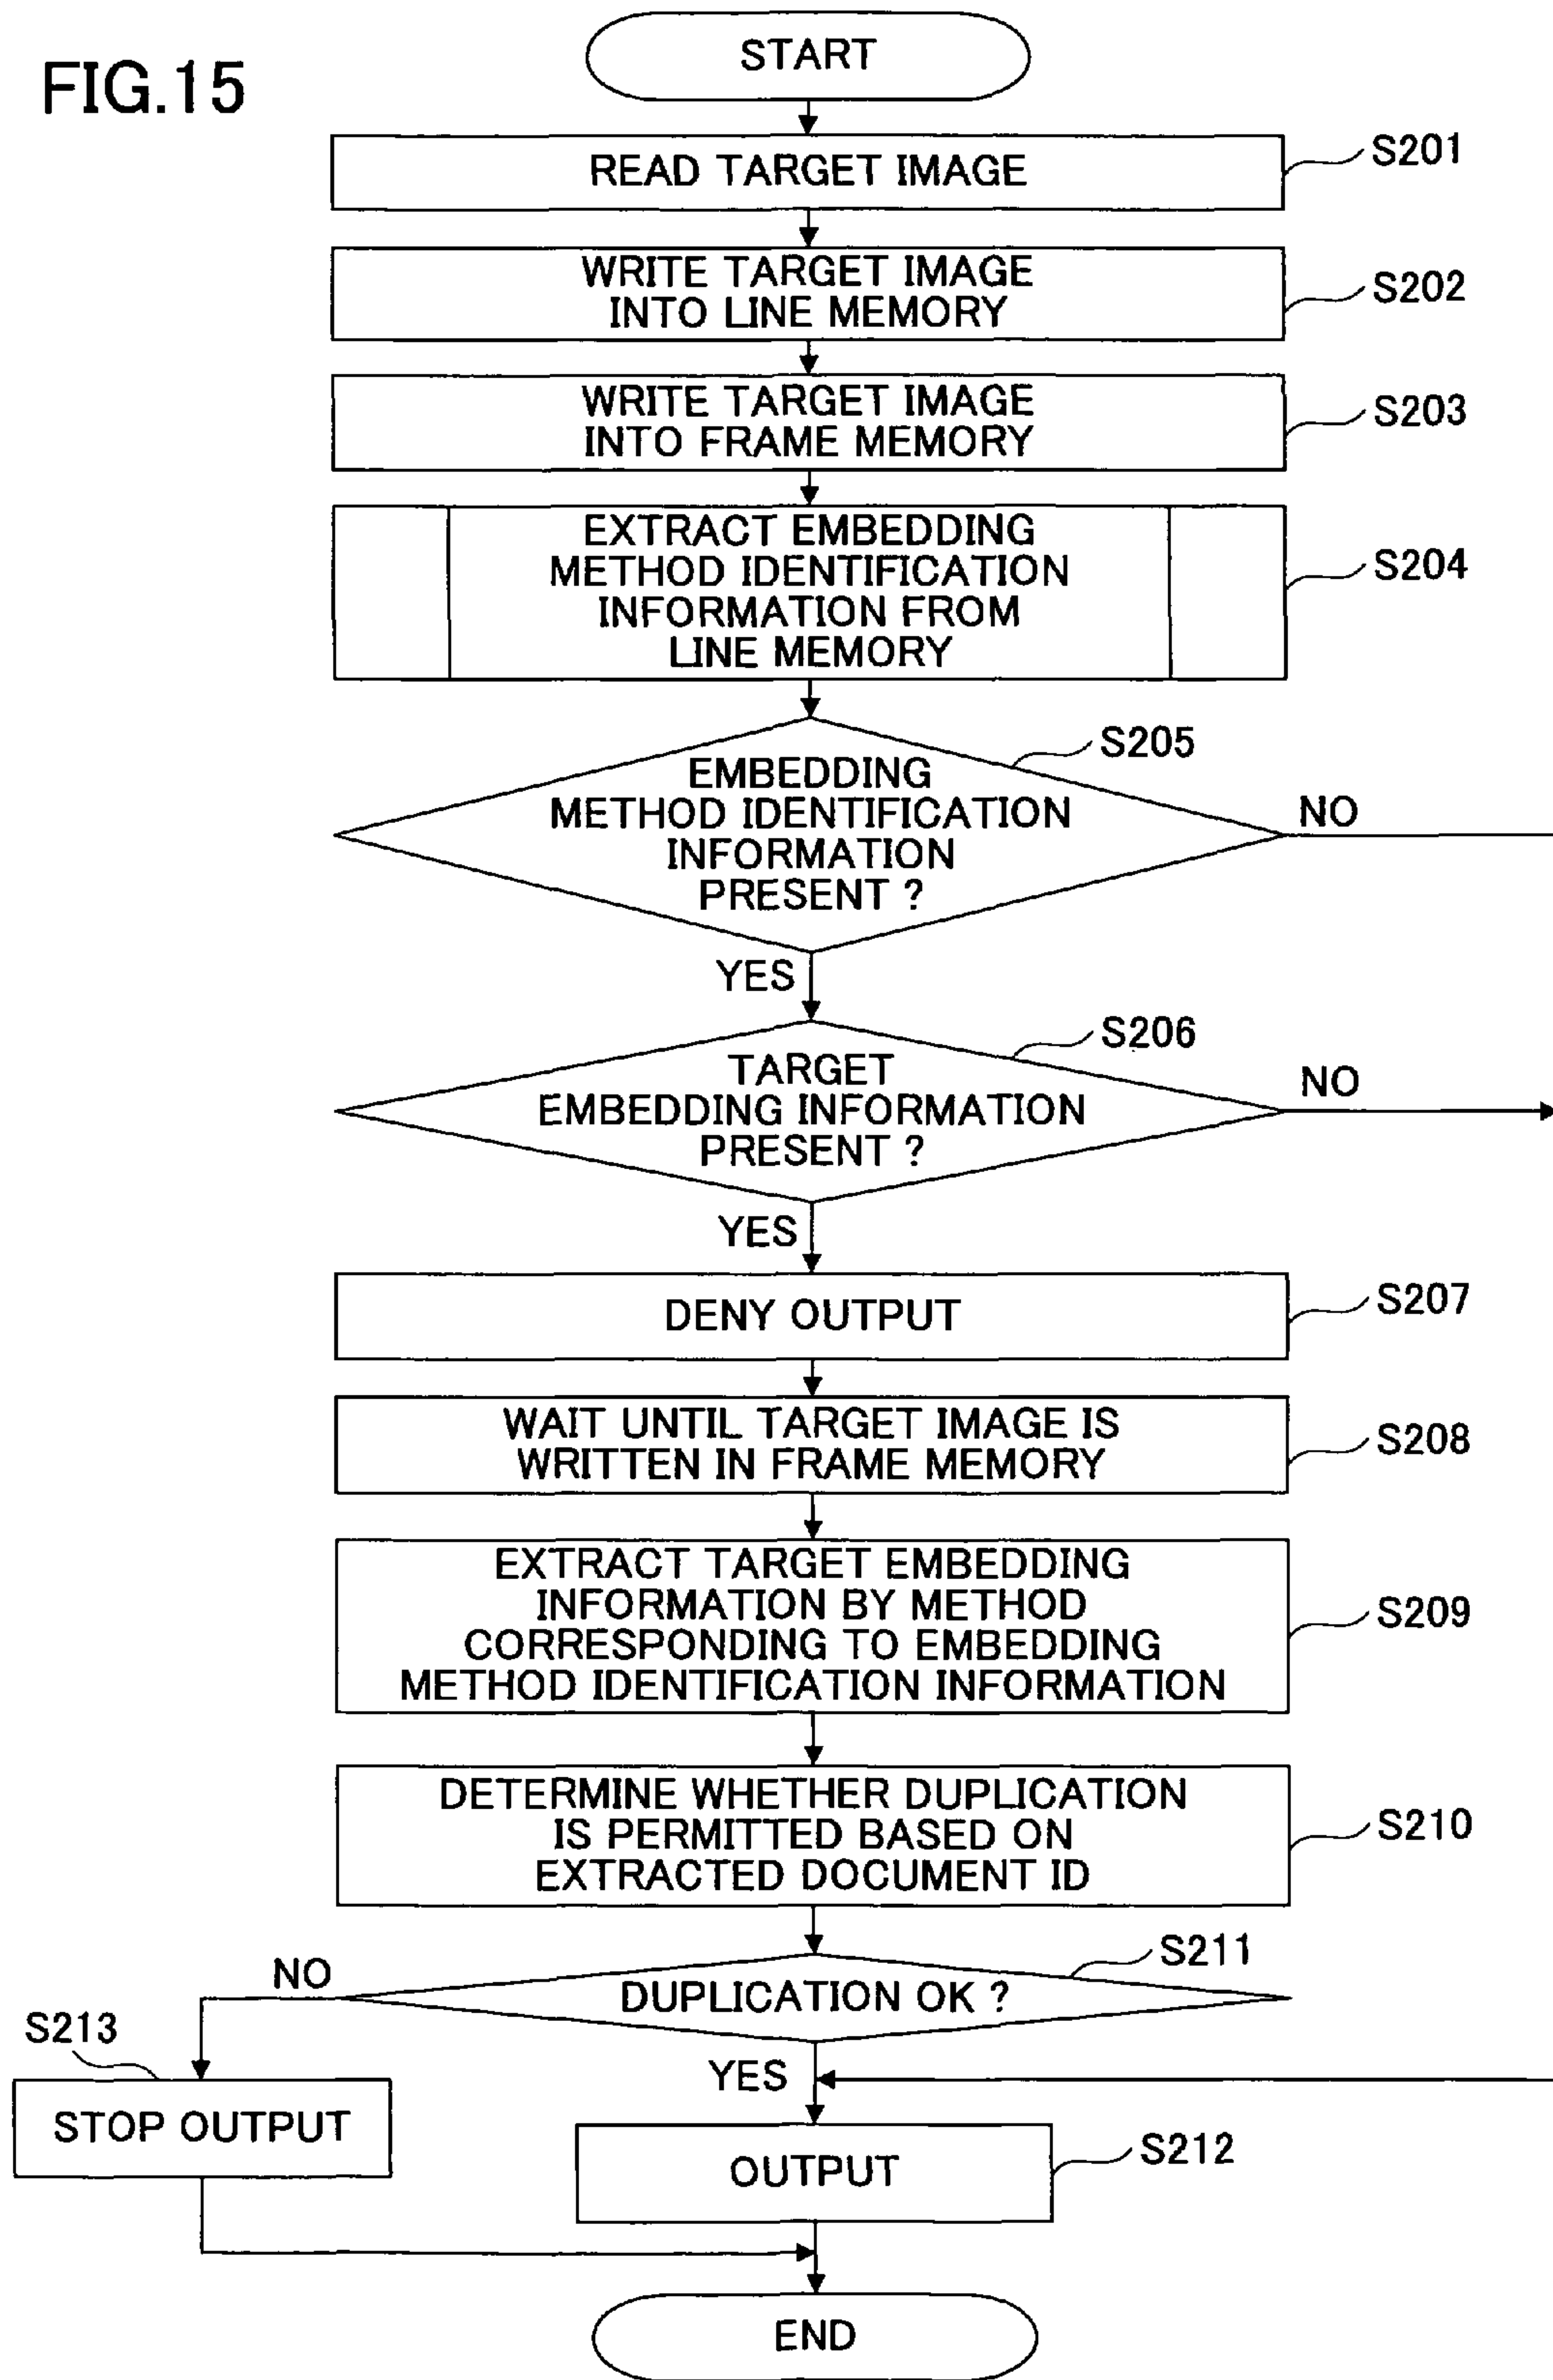 FIG.15
START
READ TARGET IMAGE
S201
WRITE TARGET IMAGE
INTO LINE MEMORY
S202
WRITE TARGET IMAGE
INTO FRAME MEMORY
S203
EXTRACT EMBEDDING
METHOD IDENTIFICATION
INFORMATION FROM
LINE MEMORY
S204
S205
EMBEDDING
METHOD IDENTIFICATION
INFORMATION
PRESENT ?
NO
YES
S206
TARGET
EMBEDDING INFORMATION
PRESENT ?
NO
YES
DENY OUTPUT
S207
WAIT UNTIL TARGET IMAGE IS
WRITTEN IN FRAME MEMORY
S208
EXTRACT TARGET EMBEDDING
INFORMATION BY METHOD
CORRESPONDING TO EMBEDDING
METHOD IDENTIFICATION INFORMATION
S209
DETERMINE WHETHER DUPLICATION
IS PERMITTED BASED ON
EXTRACTED DOCUMENT ID
S210
S211
DUPLICATION OK ?
NO
YES
S213
STOP OUTPUT
OUTPUT
S212
END